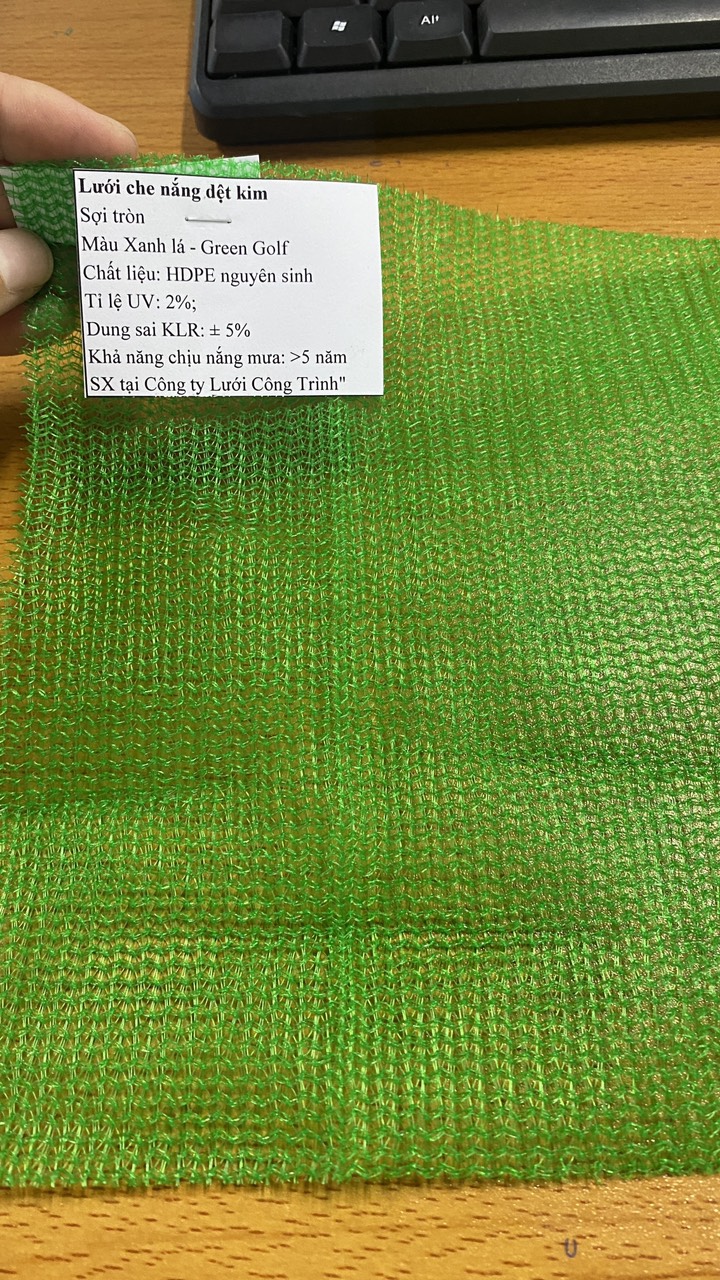 Alt
Lưới che nắng dệt kim
Sợi tròn
Màu Xanh lá - Green Golf
Chất liệu: HDPE nguyên sinh
Tỉ lệ UV: 2%;
Dung sai KLR: ± 5%
Khả năng chịu nắng mưa: >5 năm
SX tại Công ty Lưới Công Trình"